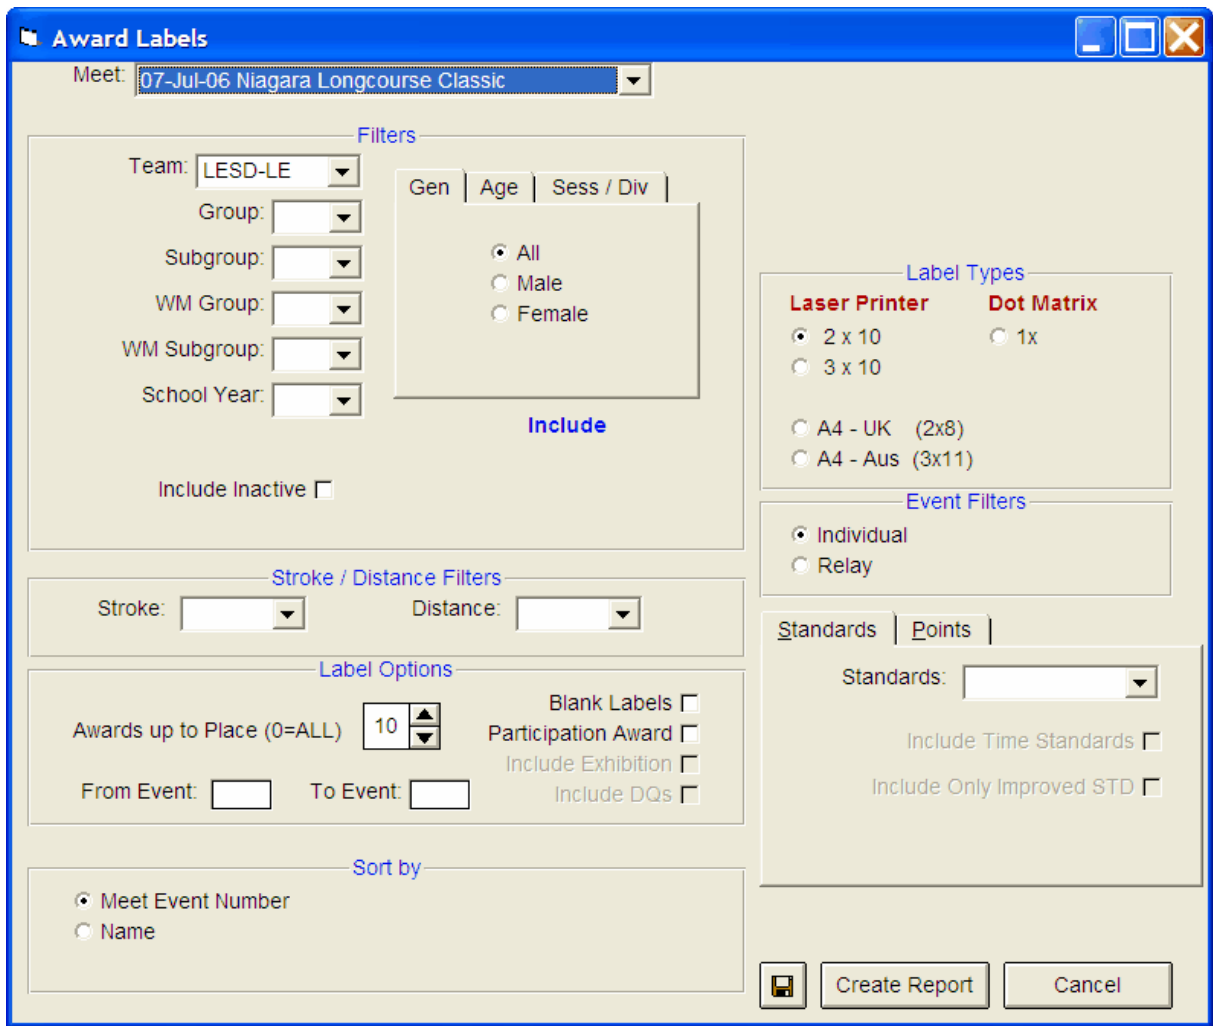 Award Labels
Meet: 07-Jul-06 Niagara Longcourse Classic
Filters
Team: LESD-LE
Group:
Subgroup:
WM Group:
WM Subgroup:
School Year:
Include Inactive
Gen Age Sess / Div
All
Male
Female
Include
Label Types
Laser Printer Dot Matrix
2 x 10 1x
3 x 10
A4 - UK (2x8)
A4 - Aus (3x11)
Event Filters
Individual
Relay
Stroke / Distance Filters
Stroke: Distance:
Standards Points
Standards:
Include Time Standards
Include Only Improved STD
Label Options
Awards up to Place (0=ALL) 10
From Event: To Event:
Blank Labels
Participation Award
Include Exhibition
Include DQs
Sort by
Meet Event Number
Name
Create Report Cancel